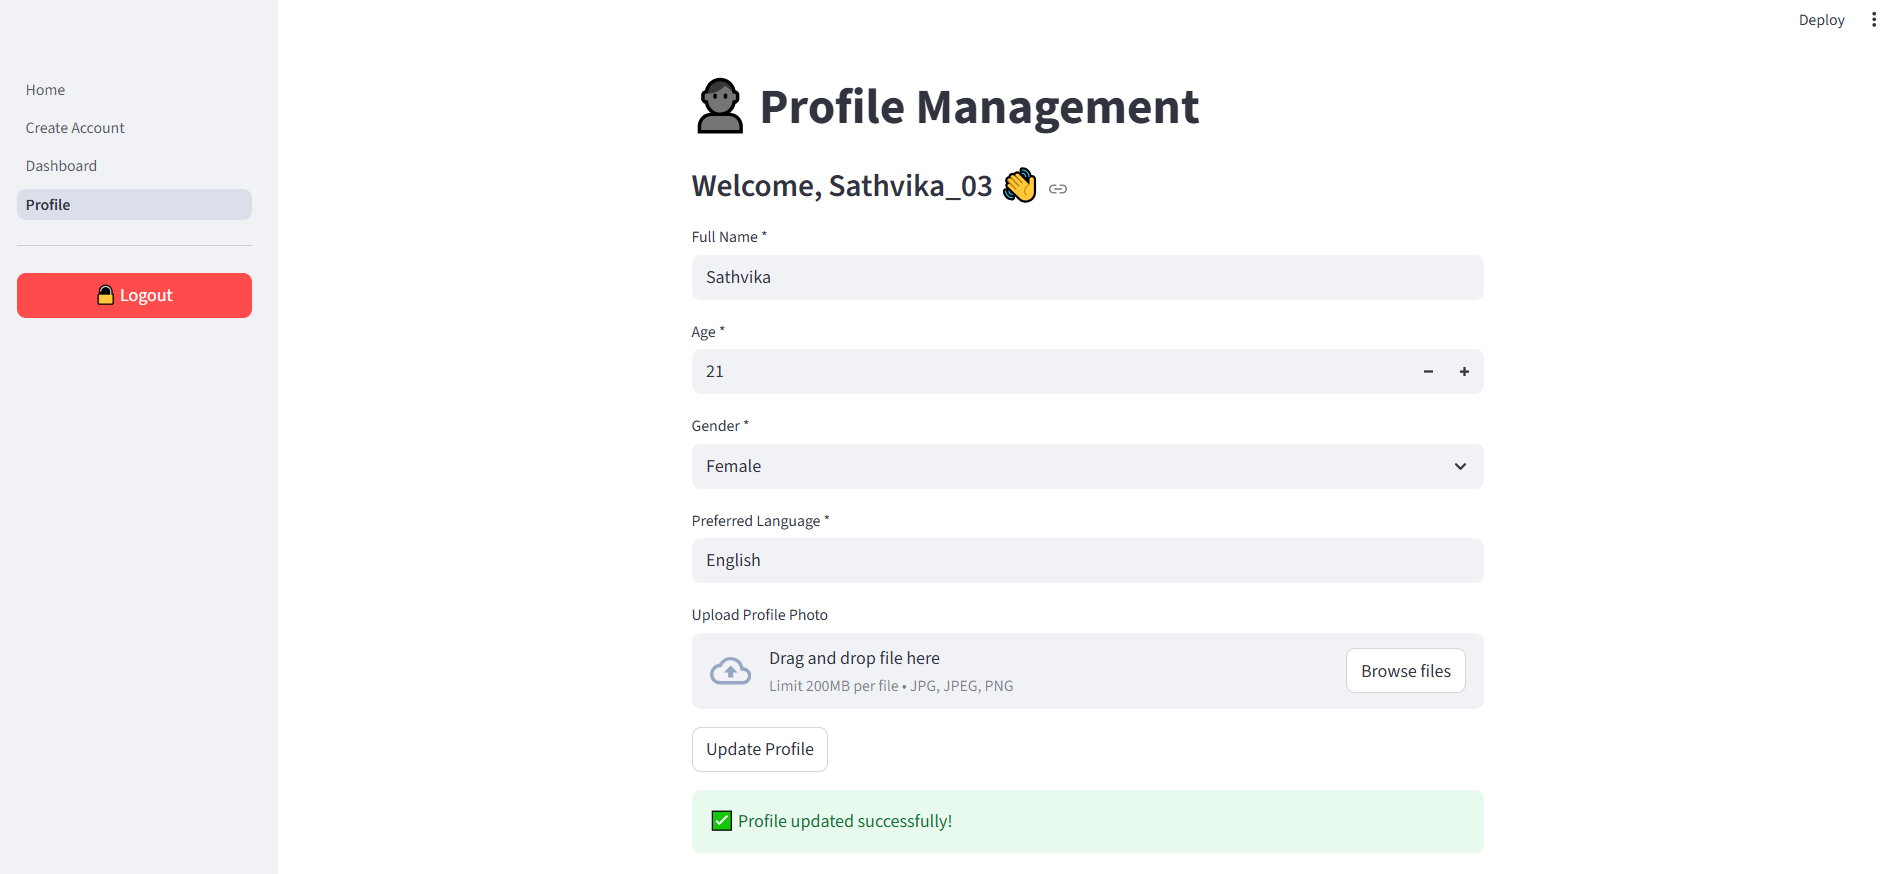 Deploy
Home
Create Account
Dashboard
Profile
Logout
Profile Management
Welcome, Sathvika_03
Full Name *
Sathvika
Age *
21
Gender *
Female
Preferred Language *
English
Upload Profile Photo
Drag and drop file here
Limit 200MB per file • JPG, JPEG, PNG
Browse files
Update Profile
Profile updated successfully!